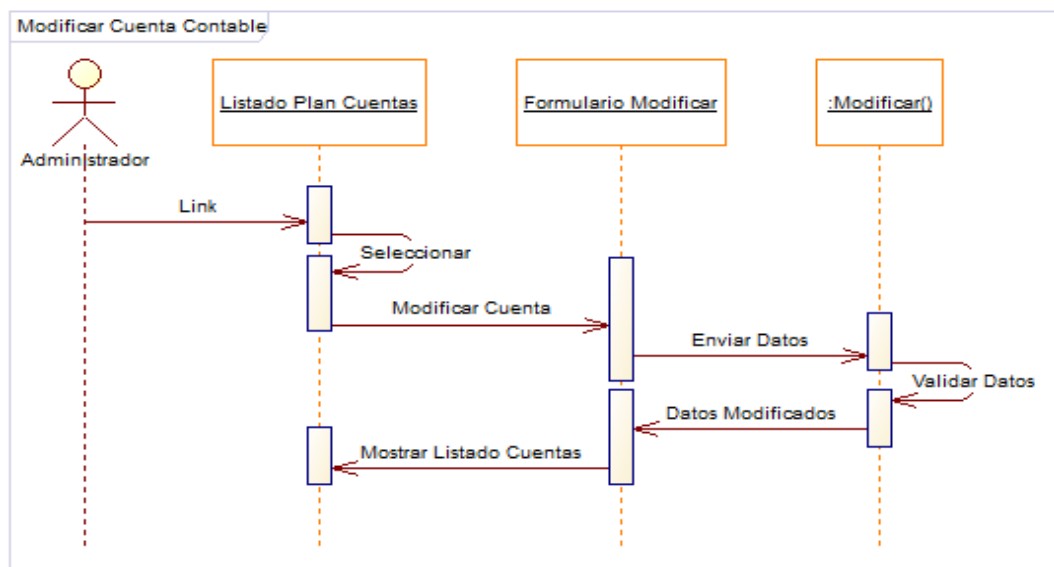 Modificar Cuenta Contable
Administrador
Listado Plan Cuentas
Formulario Modificar
:Modificar()
Link
Seleccionar
Modificar Cuenta
Enviar Datos
Validar Datos
Datos Modificados
Mostrar Listado Cuentas